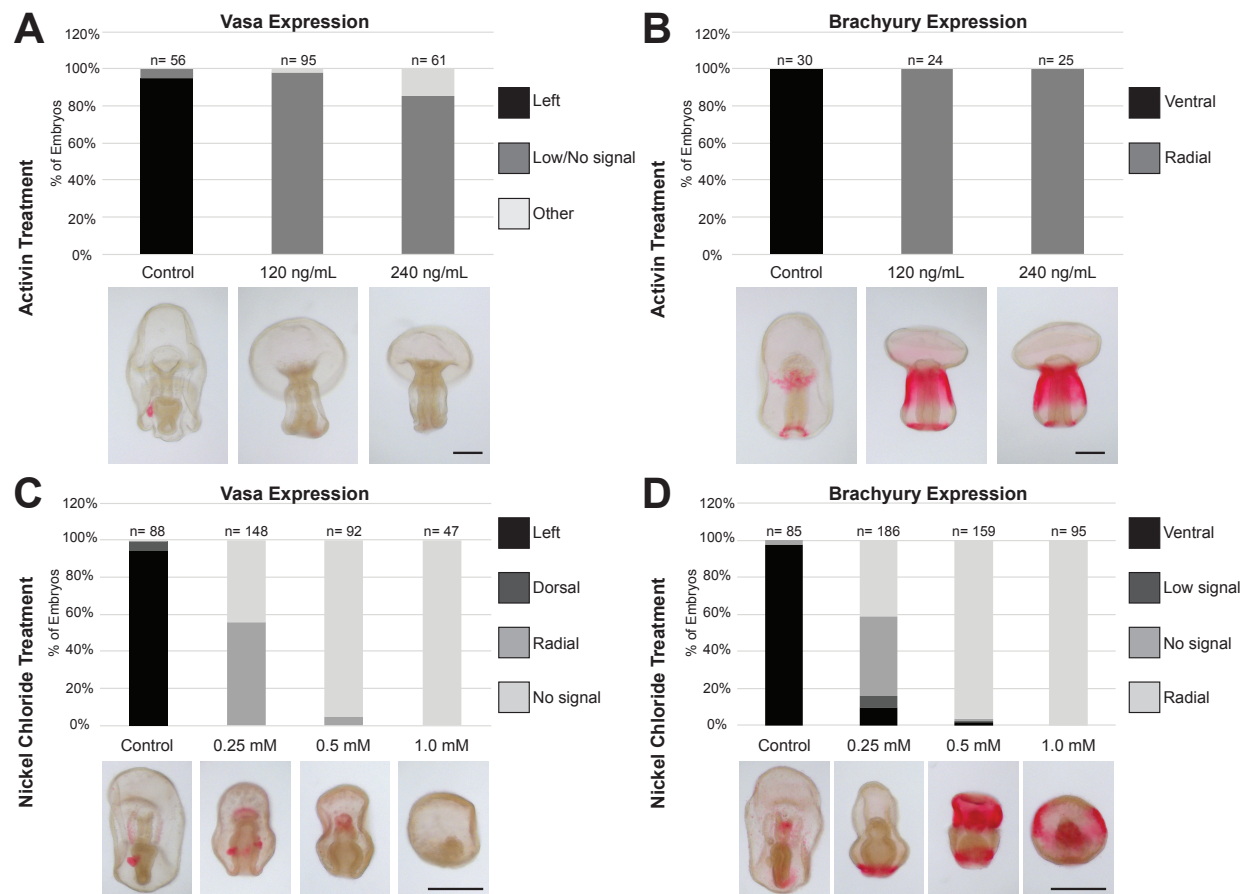 A
Vasa Expression
120%
100%
80%
60%
40%
20%
0%
% of Embryos
Activin Treatment
n= 56
n= 95
n= 61
Left
Low/No signal
Other
Control
120 ng/mL
240 ng/mL
B
Brachyury Expression
120%
100%
80%
60%
40%
20%
0%
% of Embryos
Activin Treatment
n= 30
n= 24
n= 25
Ventral
Radial
Control
120 ng/mL
240 ng/mL
C
Vasa Expression
120%
100%
80%
60%
40%
20%
0%
% of Embryos
Nickel Chloride Treatment
n= 88
n= 148
n= 92
n= 47
Left
Dorsal
Radial
No signal
Control
0.25 mM
0.5 mM
1.0 mM
D
Brachyury Expression
120%
100%
80%
60%
40%
20%
0%
% of Embryos
Nickel Chloride Treatment
n= 85
n= 186
n= 159
n= 95
Ventral
Low signal
No signal
Radial
Control
0.25 mM
0.5 mM
1.0 mM